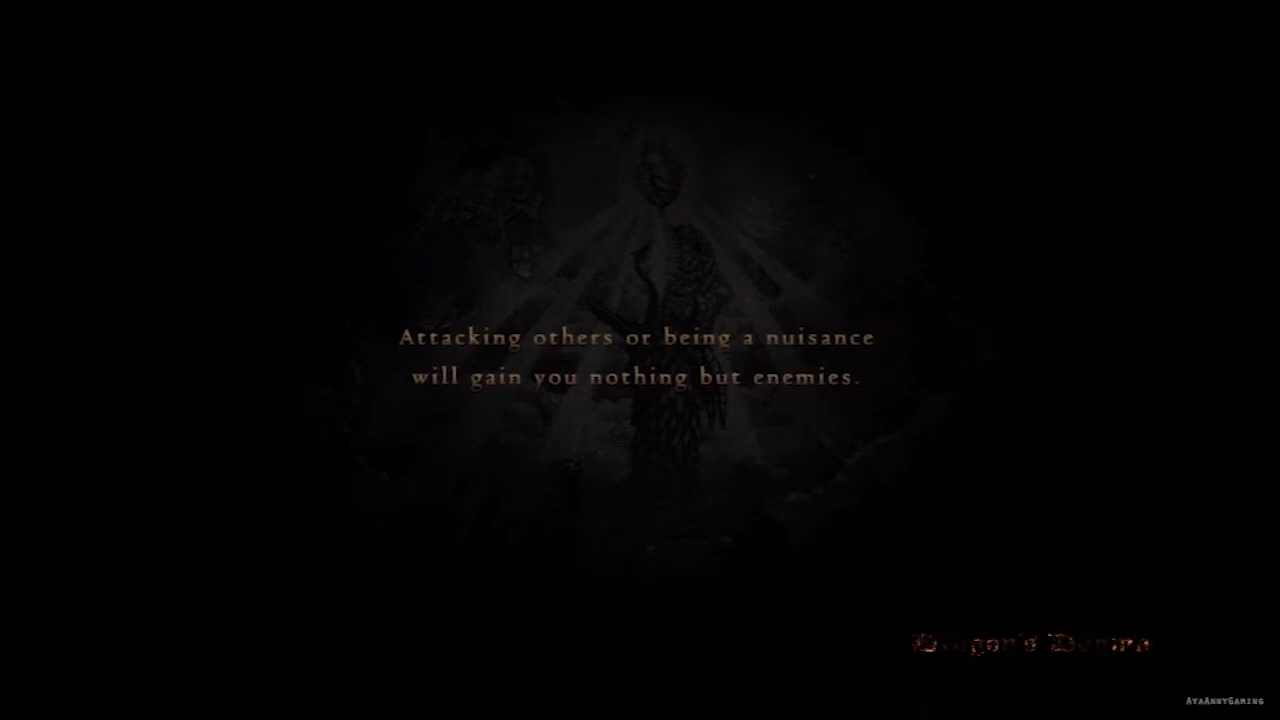 Attacking others or being a nuisance
will gain you nothing but enemies.
Dragon's Dogma
AyaAnnyGaming